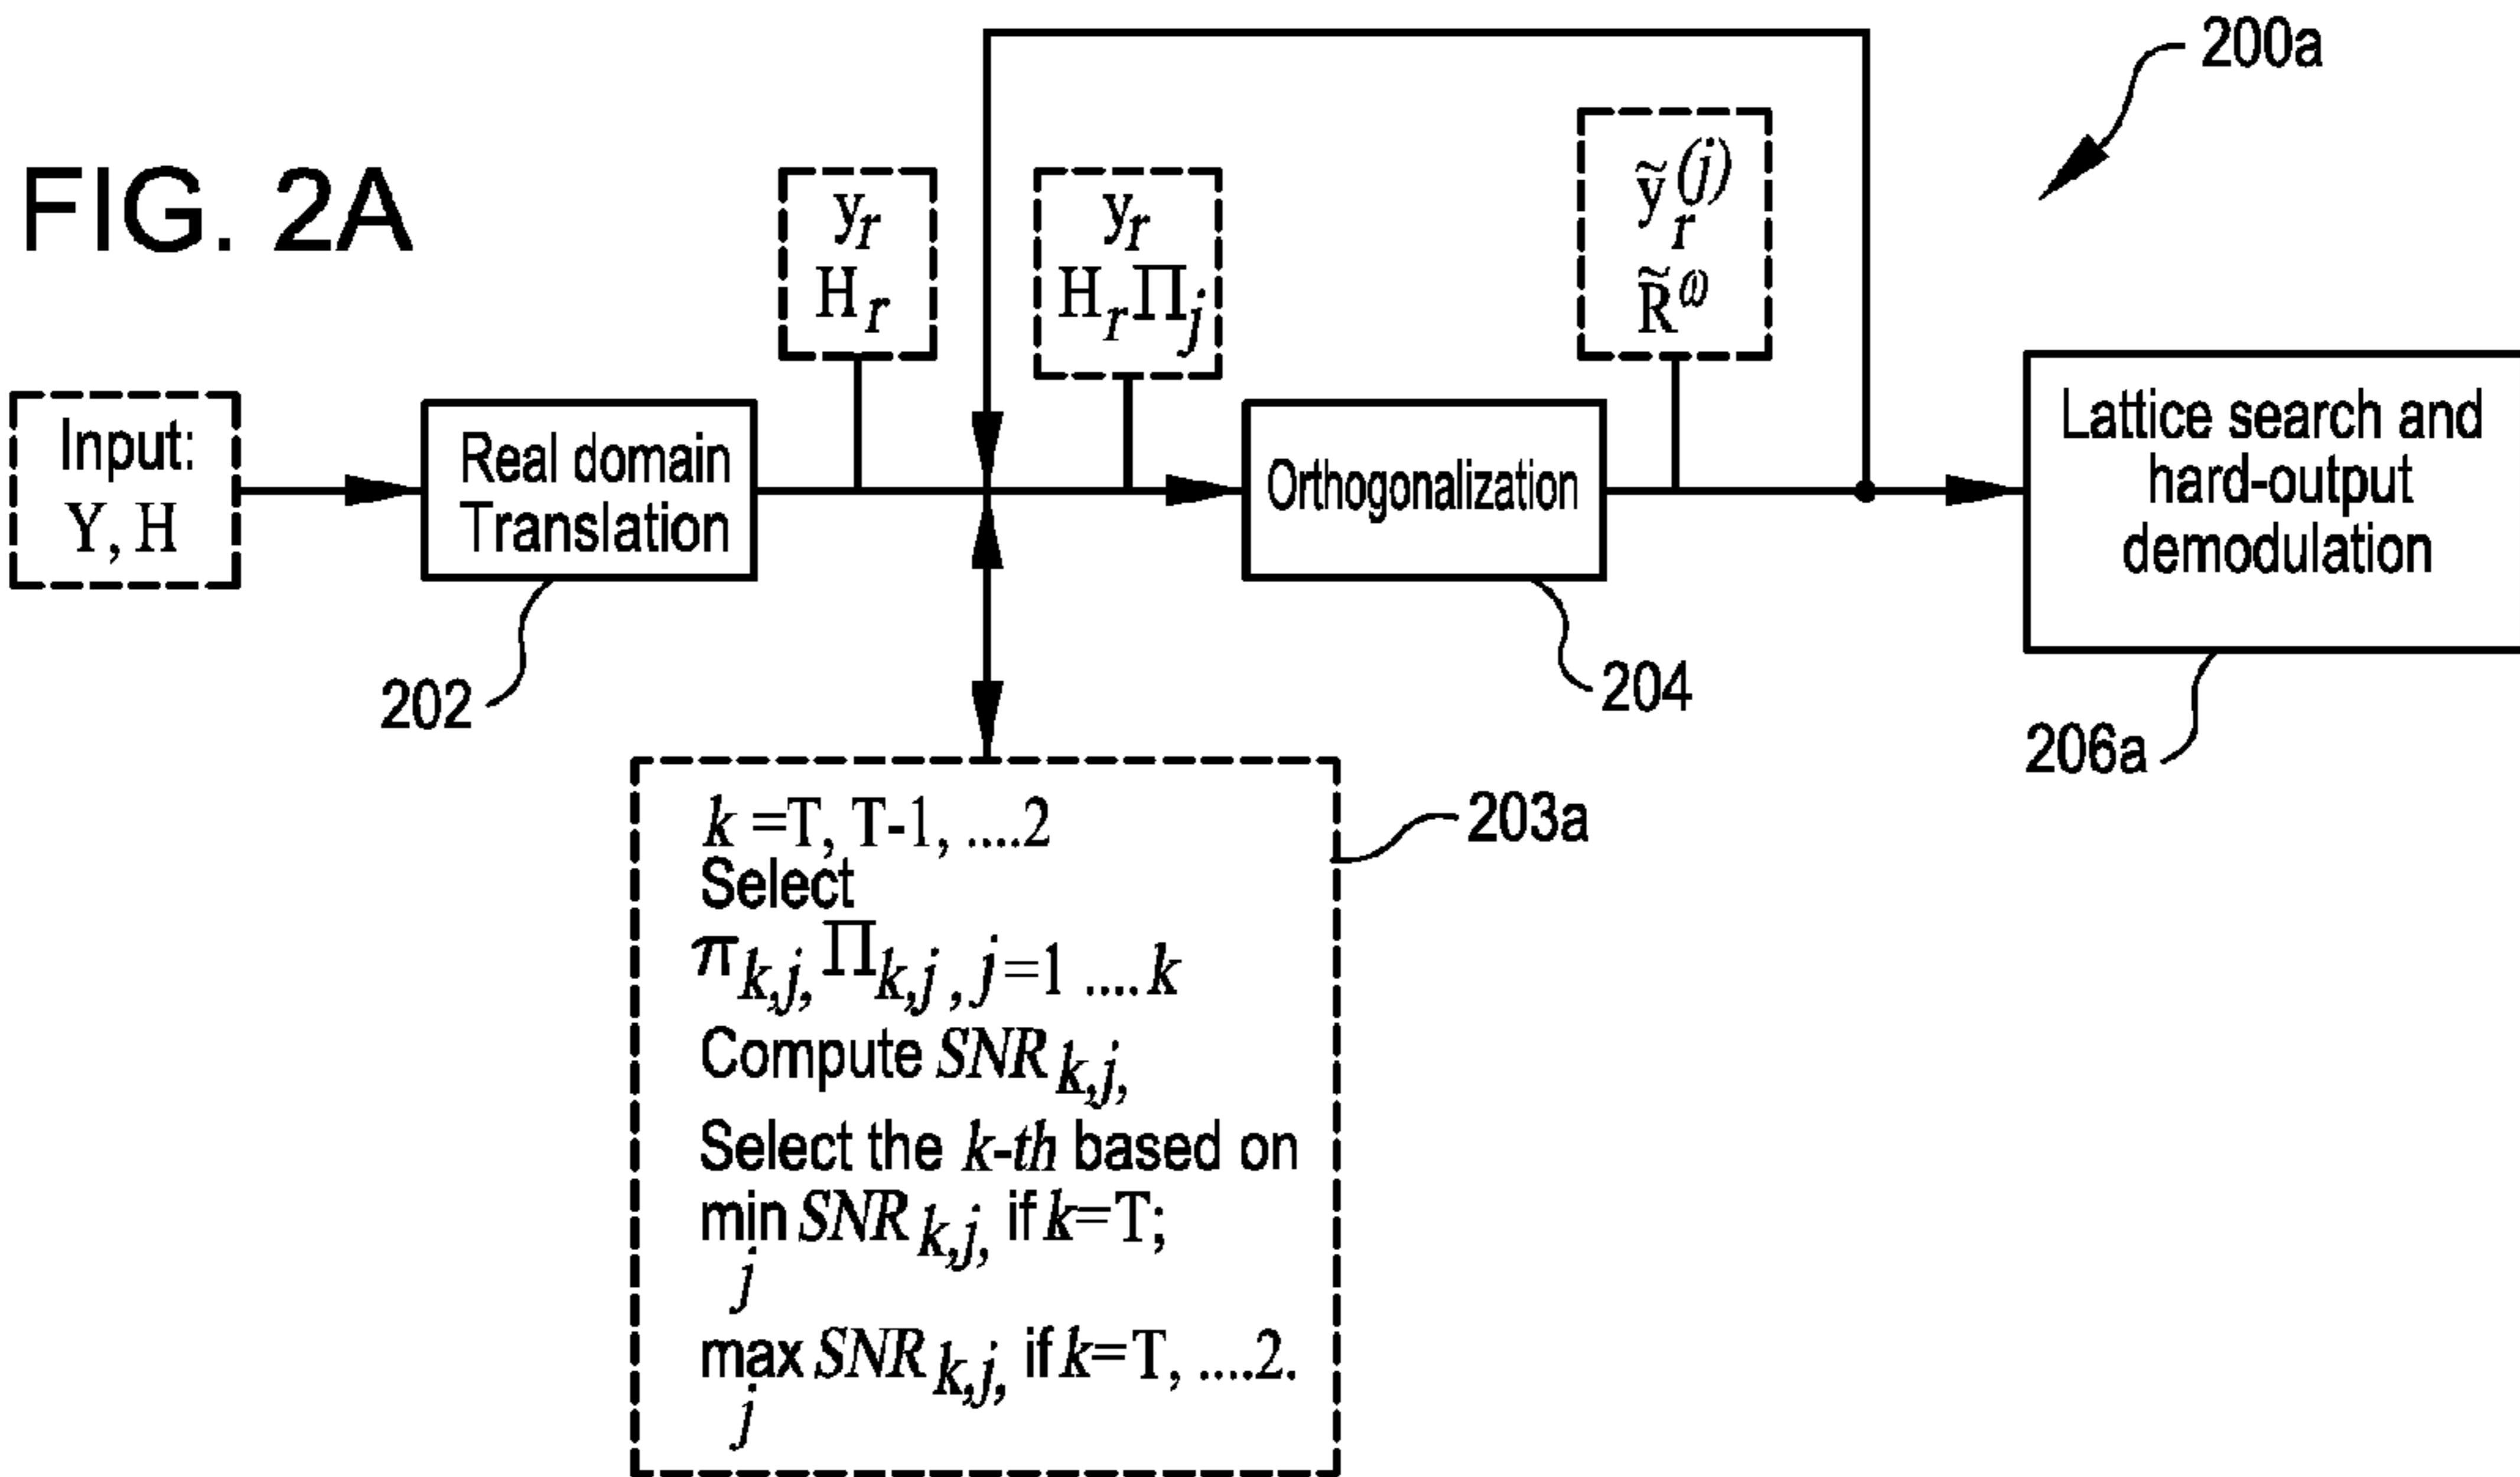 FIG. 2A
200a
Input:
Y, H
Real domain
Translation
202
y_r
H_r
y_r
H_rΠ_j
Orthogonalization
204
ỹ_r^(j)
R̃^(j)
Lattice search and
hard-output
demodulation
206a
203a
k =T, T-1, ....2
Select
π_k,j, Π_k,j , j=1 .... k
Compute SNR_k,j,
Select the k-th based on
min SNR_k,j, if k=T;
j
max SNR_k,j, if k=T, ....2.
j